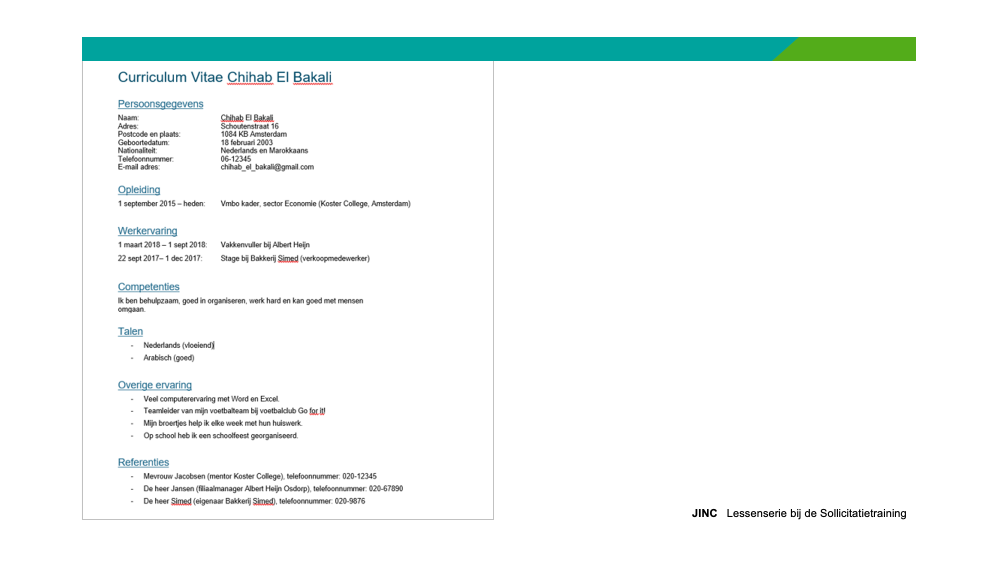 Curriculum Vitae Chihab El Bakali
Persoonsgegevens
Naam: Chihab El Bakali
Adres: Schoutenstraat 16
Postcode en plaats: 1084 KB Amsterdam
Geboortedatum: 18 februari 2003
Nationaliteit: Nederlands en Marokkaans
Telefoonnummer: 06-12345
E-mail adres: chihab_el_bakali@gmail.com
Opleiding
1 september 2015 – heden: Vmbo kader, sector Economie (Koster College, Amsterdam)
Werkervaring
1 maart 2018 – 1 sept 2018: Vakkenvuller bij Albert Heijn
22 sept 2017– 1 dec 2017: Stage bij Bakkerij Simed (verkoopmedewerker)
Competenties
Ik ben behulpzaam, goed in organiseren, werk hard en kan goed met mensen
omgaan.
Talen
- Nederlands (vloeiend)
- Arabisch (goed)
Overige ervaring
- Veel computerervaring met Word en Excel.
- Teamleider van mijn voetbalteam bij voetbalclub Go for it!
- Mijn broertjes help ik elke week met hun huiswerk.
- Op school heb ik een schoolfeest georganiseerd.
Referenties
- Mevrouw Jacobsen (mentor Koster College), telefoonnummer: 020-12345
- De heer Jansen (filiaalmanager Albert Heijn Osdorp), telefoonnummer: 020-67890
- De heer Simed (eigenaar Bakkerij Simed), telefoonnummer: 020-9876
JINC Lessenserie bij de Sollicitatietraining